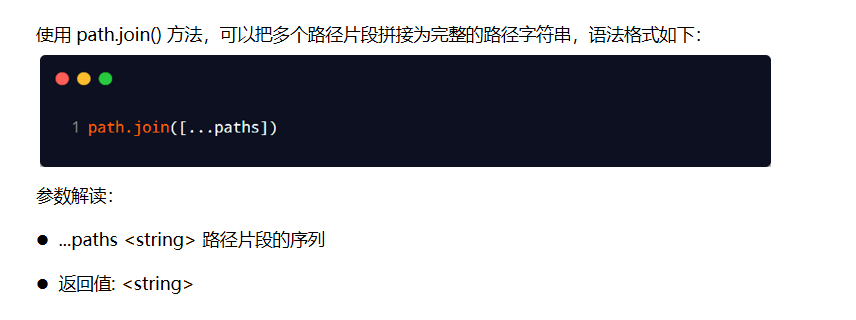 使用 path.join() 方法，可以把多个路径片段拼接为完整的路径字符串，语法格式如下：
1 path.join([...paths])
参数解读：
● ...paths <string> 路径片段的序列
● 返回值: <string>